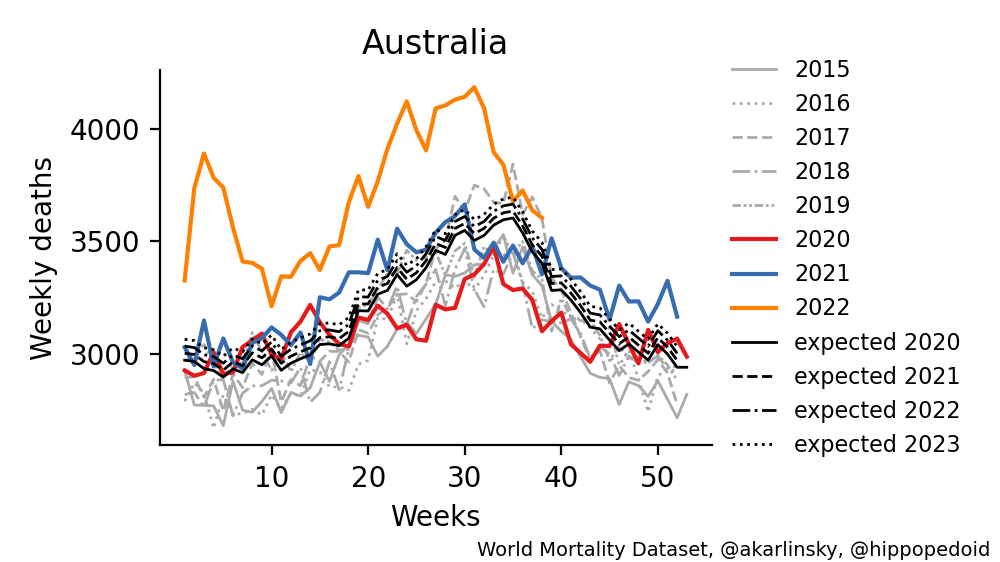 Australia
Weekly deaths
4000
3500
3000
10 20 30 40 50
Weeks
2015
2016
2017
2018
2019
2020
2021
2022
expected 2020
expected 2021
expected 2022
expected 2023
World Mortality Dataset, @akarlinsky, @hippopedoid